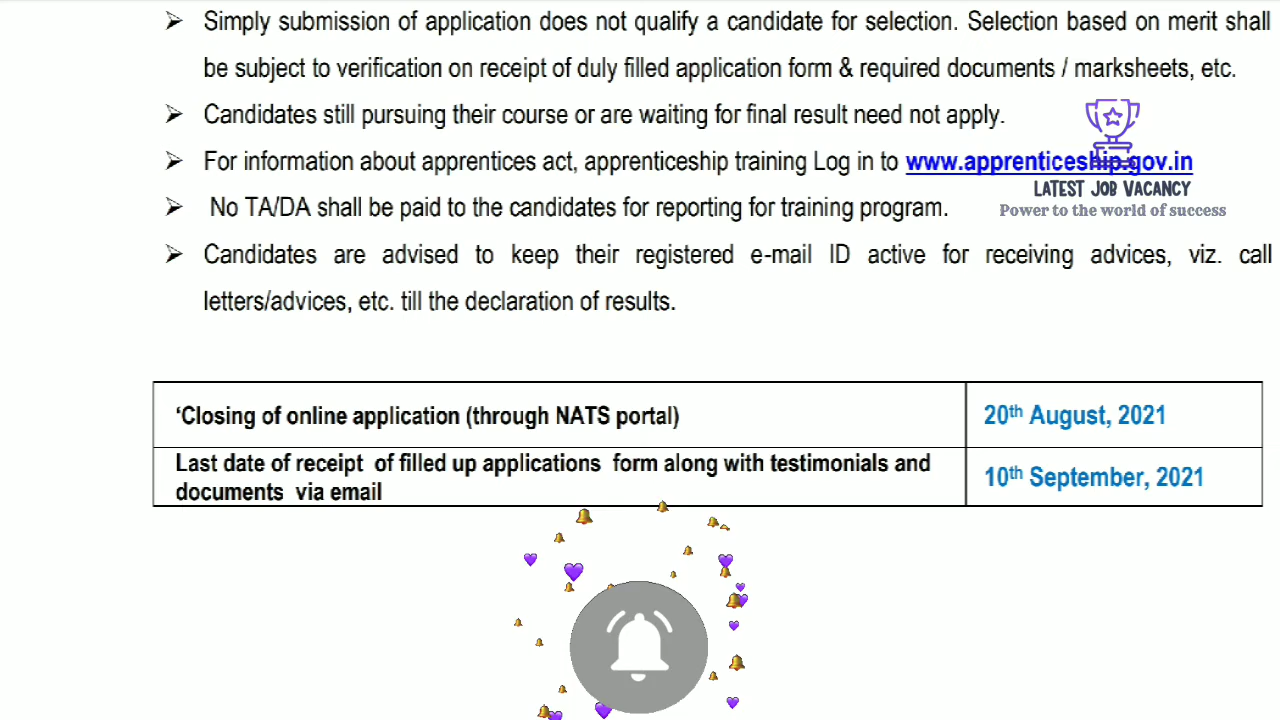 ➢ Simply submission of application does not qualify a candidate for selection. Selection based on merit shall
be subject to verification on receipt of duly filled application form & required documents / marksheets, etc.
➢ Candidates still pursuing their course or are waiting for final result need not apply.
➢ For information about apprentices act, apprenticeship training Log in to www.apprenticeship.gov.in
LATEST JOB VACANCY
➢ No TA/DA shall be paid to the candidates for reporting for training program.
Power to the world of success
➢ Candidates are advised to keep their registered e-mail ID active for receiving advices, viz. call
letters/advices, etc. till the declaration of results.
‘Closing of online application (through NATS portal) 20th August, 2021
Last date of receipt of filled up applications form along with testimonials and
documents via email 10th September, 2021